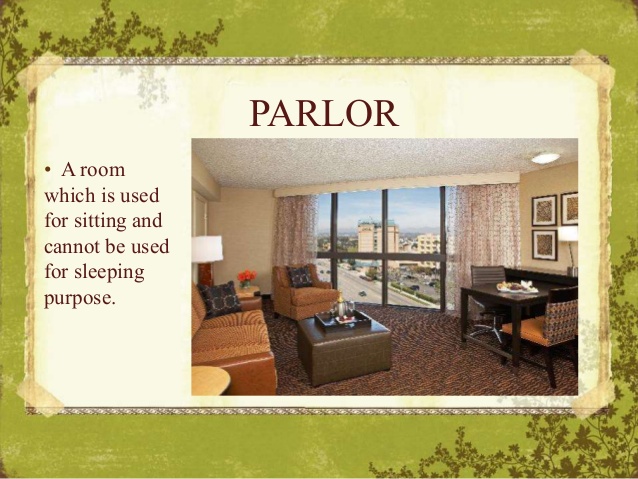 PARLOR
• A room
which is used
for sitting and
cannot be used
for sleeping
purpose.